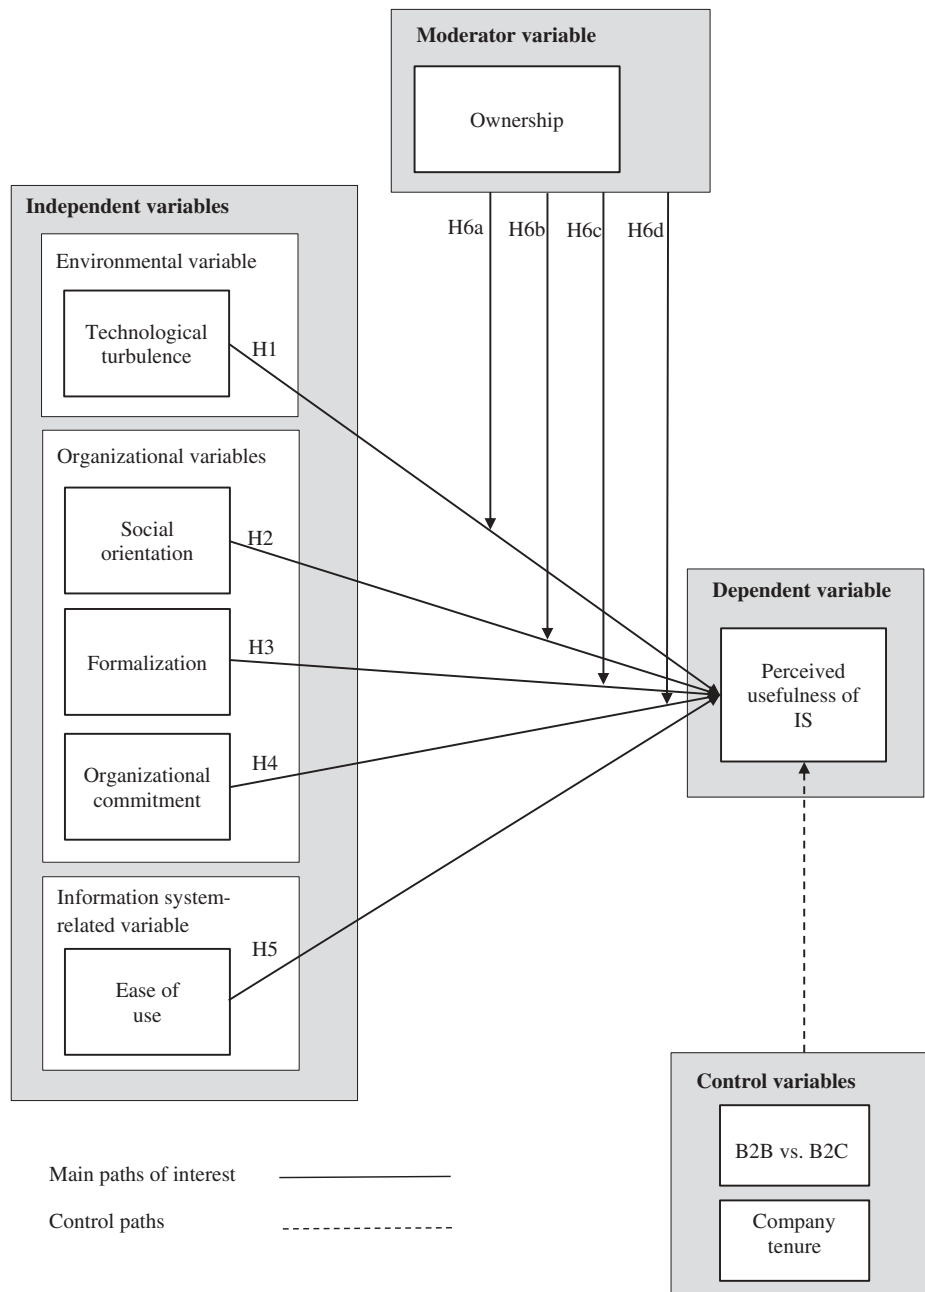 Moderator variable
Ownership
H6a
H6b
H6c
H6d
Independent variables
Environmental variable
Technological
turbulence
H1
Organizational variables
Social
orientation
H2
Formalization
H3
Organizational
commitment
H4
Information system-
related variable
Ease of
use
H5
Dependent variable
Perceived
usefulness of
IS
Control variables
B2B vs. B2C
Company
tenure
Main paths of interest
Control paths